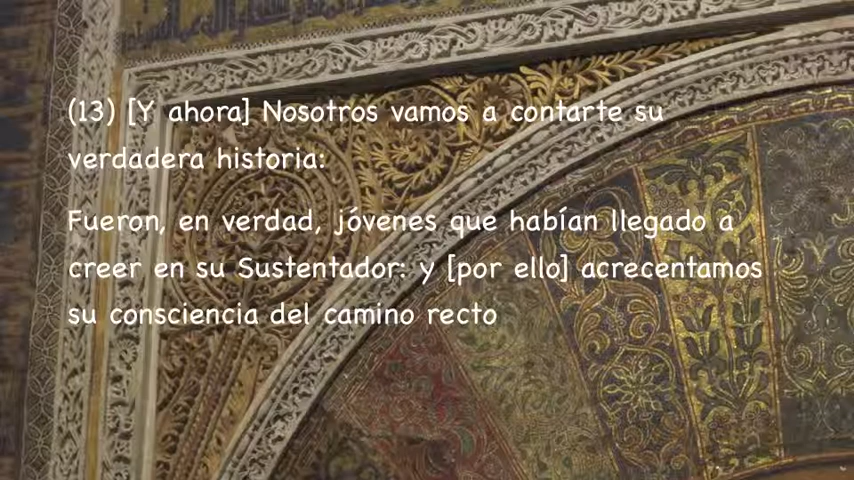 (13) [Y ahora] Nosotros vamos a contarte su
verdadera historia:
Fueron, en verdad, jóvenes que habían llegado a
creer en su Sustentador: y [por ello] acrecentamos
su consciencia del camino recto